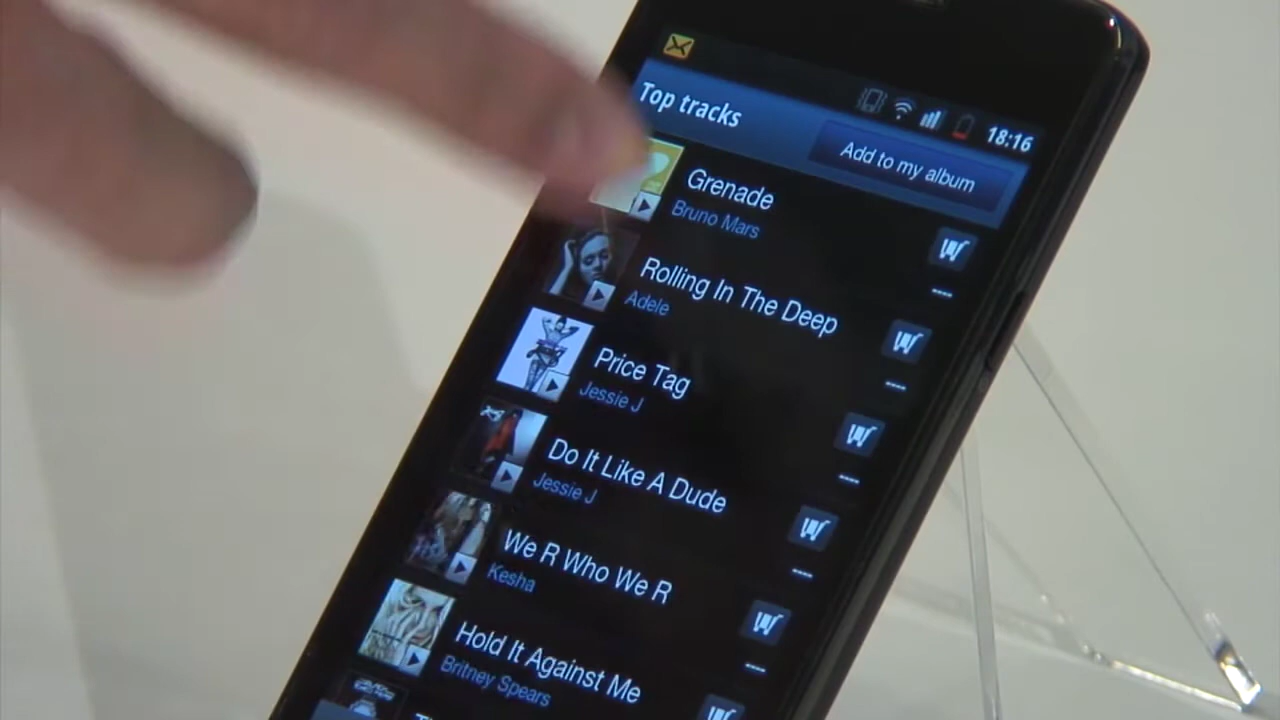 18:16
Top tracks
Add to my album
Grenade
Bruno Mars
Rolling In The Deep
Adele
Price Tag
Jessie J
Do It Like A Dude
Jessie J
We R Who We R
Kesha
Hold It Against Me
Britney Spears